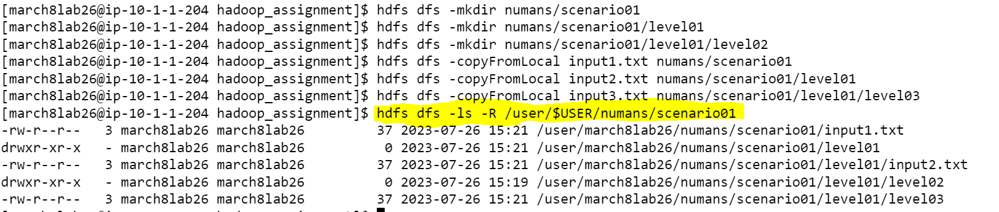 [march8lab26@ip-10-1-1-204 hadoop_assignment]$ hdfs dfs -mkdir numans/scenario01
[march8lab26@ip-10-1-1-204 hadoop_assignment]$ hdfs dfs -mkdir numans/scenario01/level01
[march8lab26@ip-10-1-1-204 hadoop_assignment]$ hdfs dfs -mkdir numans/scenario01/level01/level02
[march8lab26@ip-10-1-1-204 hadoop_assignment]$ hdfs dfs -copyFromLocal input1.txt numans/scenario01
[march8lab26@ip-10-1-1-204 hadoop_assignment]$ hdfs dfs -copyFromLocal input2.txt numans/scenario01/level01
[march8lab26@ip-10-1-1-204 hadoop_assignment]$ hdfs dfs -copyFromLocal input3.txt numans/scenario01/level01/level03
[march8lab26@ip-10-1-1-204 hadoop_assignment]$ hdfs dfs -ls -R /user/$USER/numans/scenario01
-rw-r--r--   3 march8lab26 march8lab26         37 2023-07-26 15:21 /user/march8lab26/numans/scenario01/input1.txt
drwxr-xr-x   - march8lab26 march8lab26          0 2023-07-26 15:21 /user/march8lab26/numans/scenario01/level01
-rw-r--r--   3 march8lab26 march8lab26         37 2023-07-26 15:21 /user/march8lab26/numans/scenario01/level01/input2.txt
drwxr-xr-x   - march8lab26 march8lab26          0 2023-07-26 15:19 /user/march8lab26/numans/scenario01/level01/level02
-rw-r--r--   3 march8lab26 march8lab26         37 2023-07-26 15:21 /user/march8lab26/numans/scenario01/level01/level03
[march8lab26@ip-10-1-1-204 hadoop_assignment]$